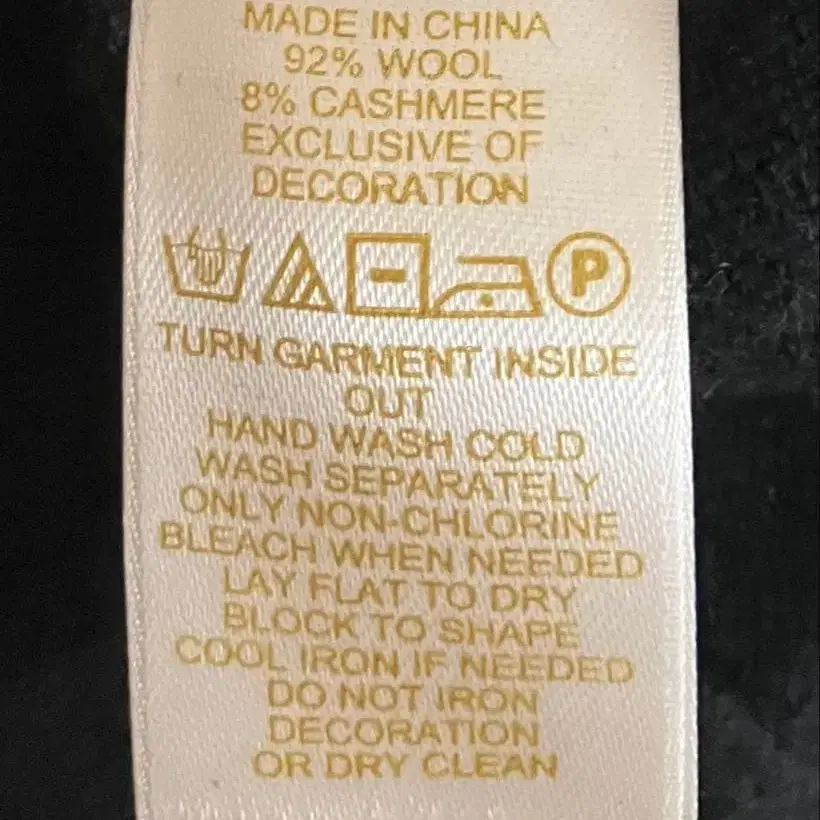 MADE IN CHINA
92% WOOL
8% CASHMERE
EXCLUSIVE OF
DECORATION
P
TURN GARMENT INSIDE
OUT
HAND WASH COLD
WASH SEPARATELY
ONLY NON-CHLORINE
BLEACH WHEN NEEDED
LAY FLAT TO DRY
BLOCK TO SHAPE
COOL IRON IF NEEDED
DO NOT IRON
DECORATION
OR DRY CLEAN